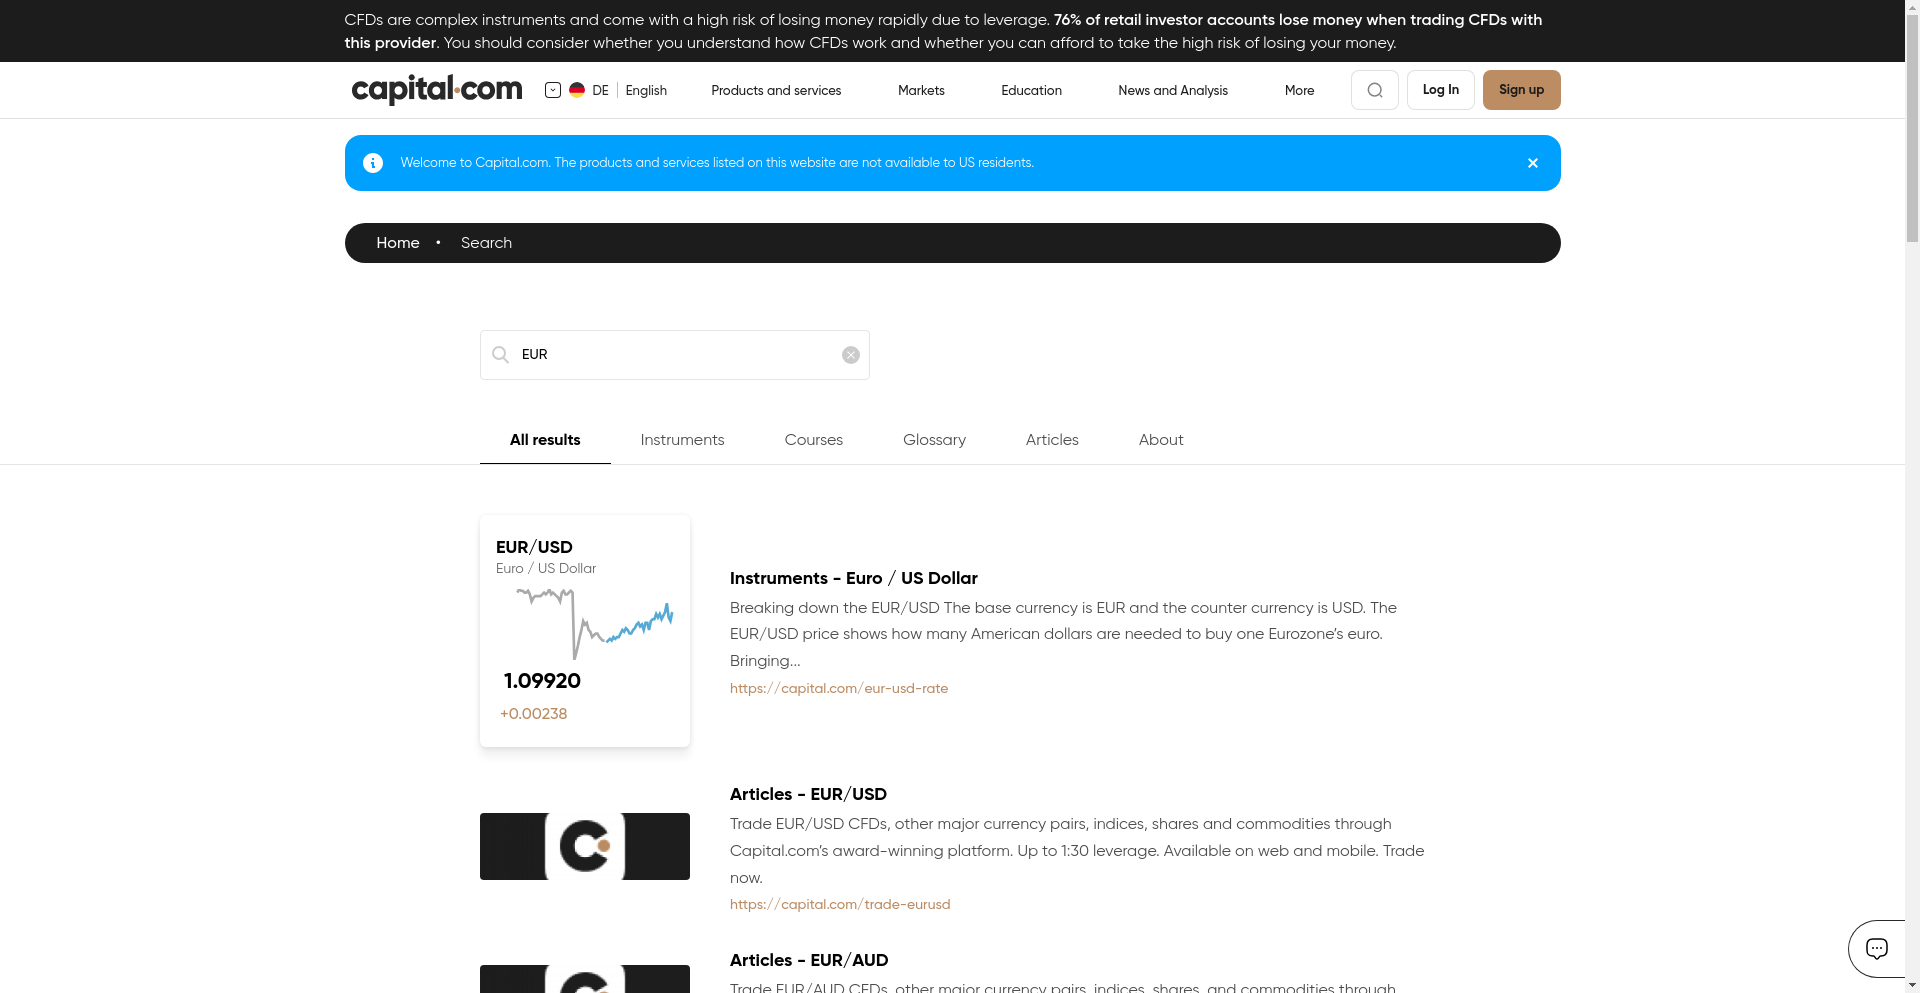 CFDs are complex instruments and come with a high risk of losing money rapidly due to leverage. 76% of retail investor accounts lose money when trading CFDs with
this provider. You should consider whether you understand how CFDs work and whether you can afford to take the high risk of losing your money.
capital.com DE English Products and services Markets Education News and Analysis More Log In Sign up
Welcome to Capital.com. The products and services listed on this website are not available to US residents.
Home • Search
EUR
All results Instruments Courses Glossary Articles About
EUR/USD
Euro / US Dollar
1.09920
+0.00238
Instruments - Euro / US Dollar
Breaking down the EUR/USD The base currency is EUR and the counter currency is USD. The
EUR/USD price shows how many American dollars are needed to buy one Eurozone’s euro.
Bringing...
https://capital.com/eur-usd-rate
Articles - EUR/USD
Trade EUR/USD CFDs, other major currency pairs, indices, shares and commodities through
Capital.com’s award-winning platform. Up to 1:30 leverage. Available on web and mobile. Trade
now.
https://capital.com/trade-eurusd
Articles - EUR/AUD
Trade EUR/AUD CFDs, other major currency pairs, indices, shares, and commodities through